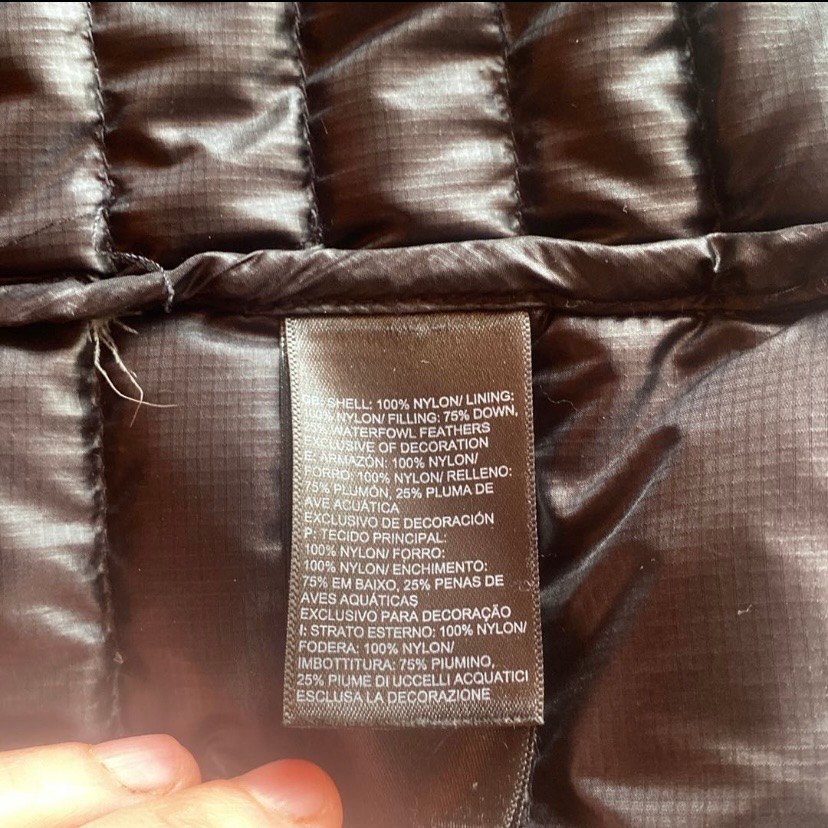 SHELL: 100% NYLON/ LINING:
100% NYLON/ FILLING: 75% DOWN,
WATERFOWL FEATHERS
EXCLUSIVE OF DECORATION
E: ARMAZÓN: 100% NYLON/
FORRO: 100% NYLON/ RELLENO:
75% PLUMÓN, 25% PLUMA DE
AVE ACUÁTICA
EXCLUSIVO DE DECORACIÓN
P: TECIDO PRINCIPAL:
100% NYLON/ FORRO:
100% NYLON/ ENCHIMENTO:
75% EM BAIXO, 25% PENAS DE
AVES AQUÁTICAS
EXCLUSIVO PARA DECORAÇÃO
I: STRATO ESTERNO: 100% NYLON/
FODERA: 100% NYLON/
IMBOTTITURA: 75% PIUMINO,
25% PIUME DI UCCELLI ACQUATICI
ESCLUSA LA DECORAZIONE